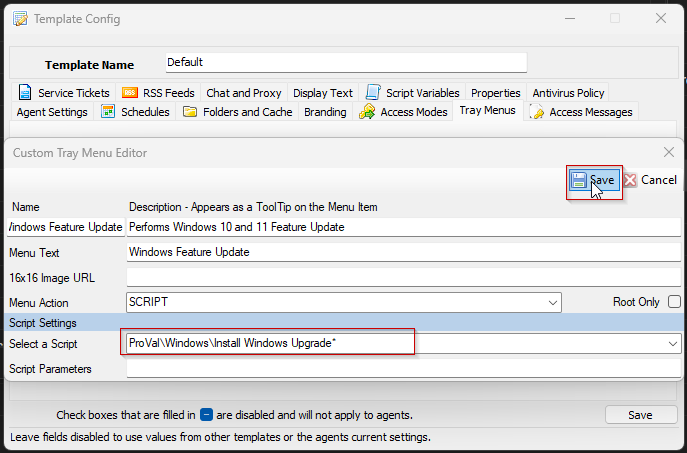 Template Config
Template Name Default
Service Tickets RSS Feeds Chat and Proxy Display Text Script Variables Properties Antivirus Policy
Agent Settings Schedules Folders and Cache Branding Access Modes Tray Menus Access Messages
Custom Tray Menu Editor
Save Cancel
Name Description - Appears as a ToolTip on the Menu Item
Windows Feature Update Performs Windows 10 and 11 Feature Update
Menu Text Windows Feature Update
16x16 Image URL
Menu Action SCRIPT Root Only
Script Settings
Select a Script ProVal\Windows\Install Windows Upgrade*
Script Parameters
Check boxes that are filled in are disabled and will not apply to agents. Save
Leave fields disabled to use values from other templates or the agents current settings.